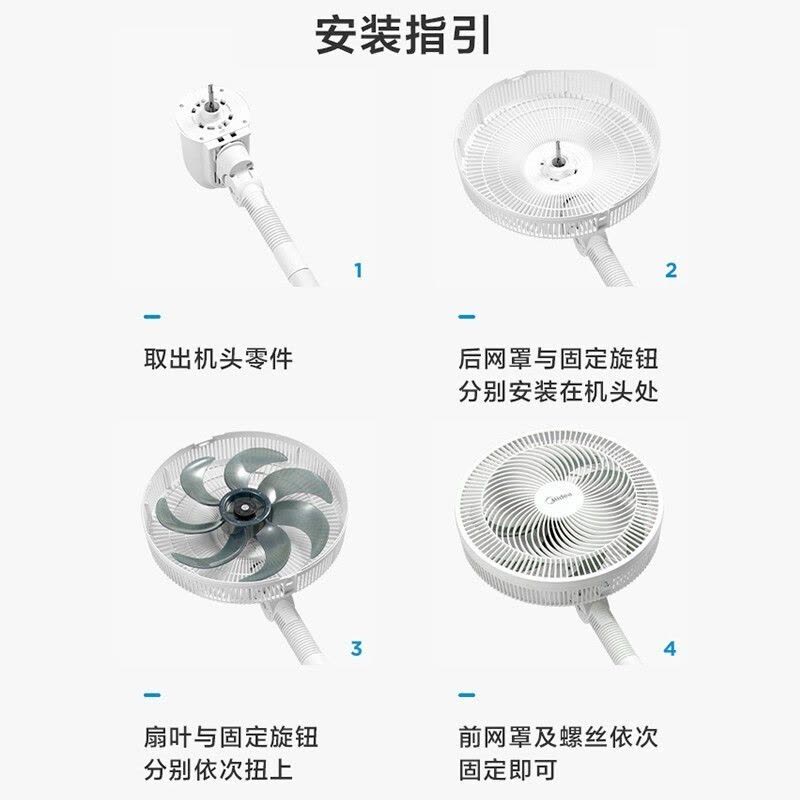 安装指引
1
取出机头零件
2
后网罩与固定旋钮
分别安装在机头处
3
扇叶与固定旋钮
分别依次扭上
Midea
4
前网罩及螺丝依次
固定即可